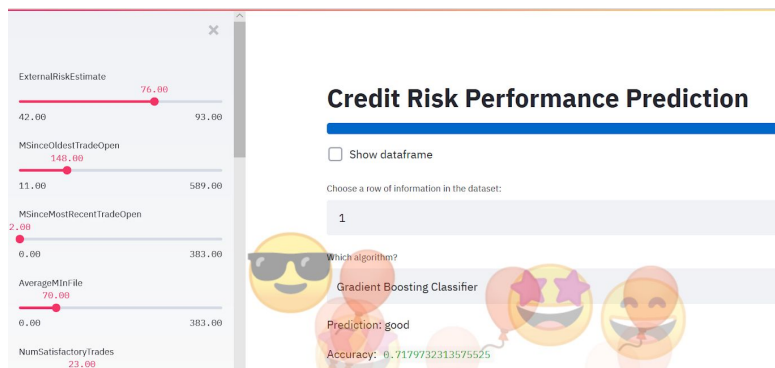 ExternalRiskEstimate
76.00
42.00 93.00
MSinceOldestTradeOpen
148.00
11.00 589.00
MSinceMostRecentTradeOpen
2.00
0.00 383.00
AverageMInFile
70.00
0.00 383.00
NumSatisfactoryTrades
23.00
Credit Risk Performance Prediction
Show dataframe
Choose a row of information in the dataset:
1
Which algorithm?
Gradient Boosting Classifier
Prediction: good
Accuracy: 0.7179732313575525